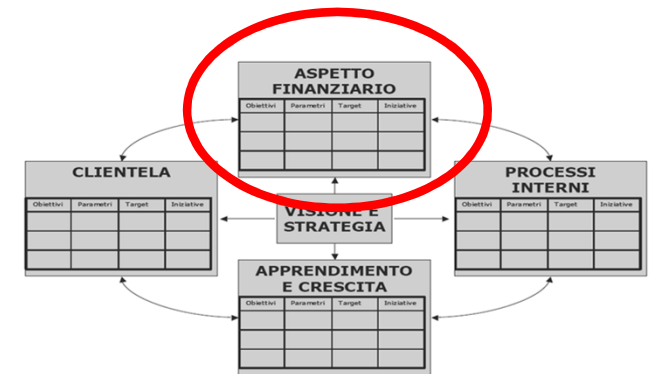 ASPETTO
FINANZIARIO
Obiettivi Parametri Target Iniziative
CLIENTELA
Obiettivi Parametri Target Iniziative
PROCESSI
INTERNI
Obiettivi Parametri Target Iniziative
VISIONE E
STRATEGIA
APPRENDIMENTO
E CRESCITA
Obiettivi Parametri Target Iniziative